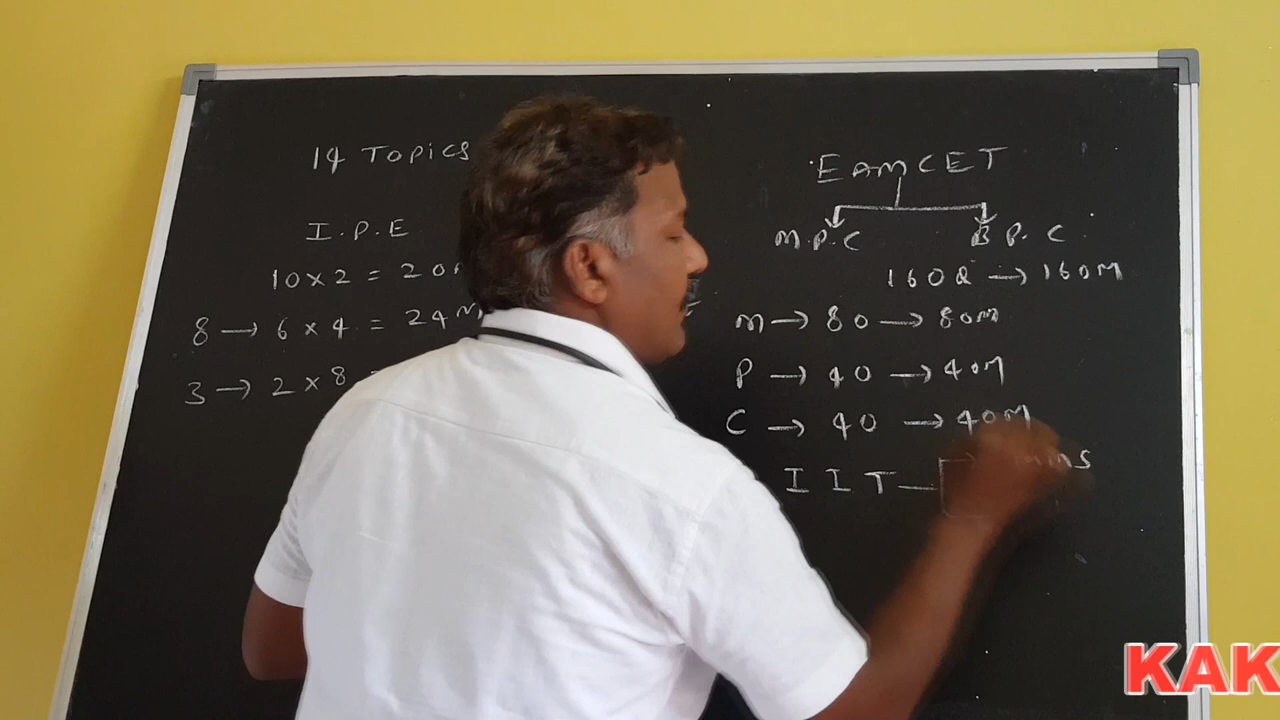 14 TOPICS
I.P.E
10 x 2 = 20
8 → 6 x 4 = 24M
3 → 2 x 8
EAMCET
M.P.C B.P.C
160Q → 160M
M → 80 → 80M
P → 40 → 40M
C → 40 → 40M
IIT
KAK